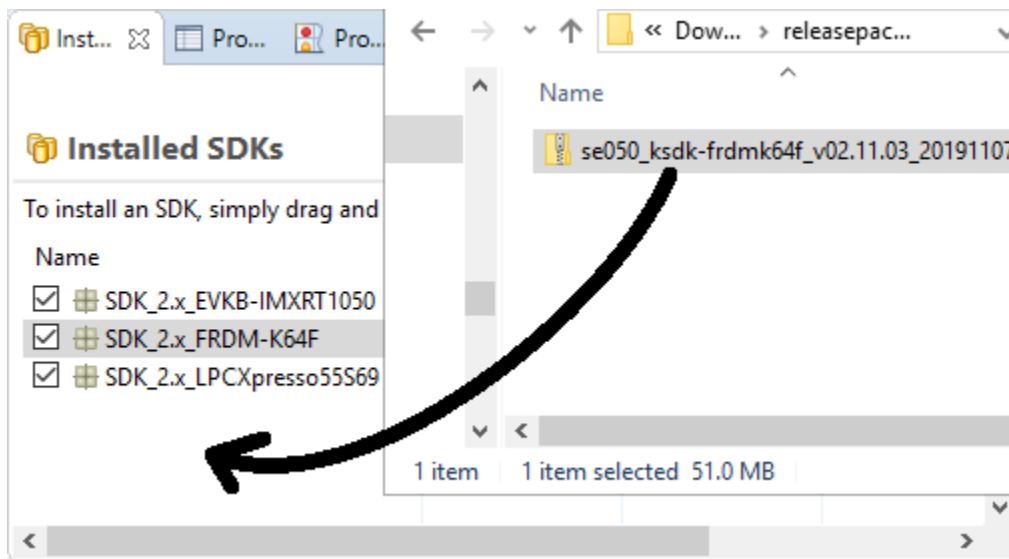 Inst... Pro... Pro...
Installed SDKs
To install an SDK, simply drag and
Name
SDK_2.x_EVKB-IMXRT1050
SDK_2.x_FRDM-K64F
SDK_2.x_LPCXpresso55S69
« Dow... › releasepac...
Name
se050_ksdk-frdmk64f_v02.11.03_20191107
1 item 1 item selected 51.0 MB